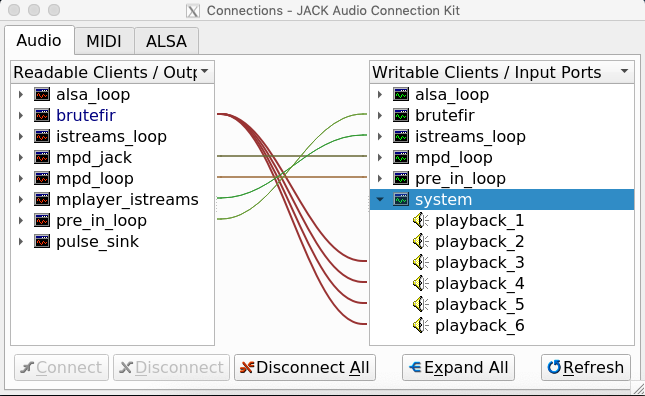 Connections - JACK Audio Connection Kit
Audio MIDI ALSA
Readable Clients / Outp
alsa_loop
brutefir
istreams_loop
mpd_jack
mpd_loop
mplayer_istreams
pre_in_loop
pulse_sink
Writable Clients / Input Ports
alsa_loop
brutefir
istreams_loop
mpd_loop
pre_in_loop
system
playback_1
playback_2
playback_3
playback_4
playback_5
playback_6
Connect Disconnect Disconnect All Expand All Refresh